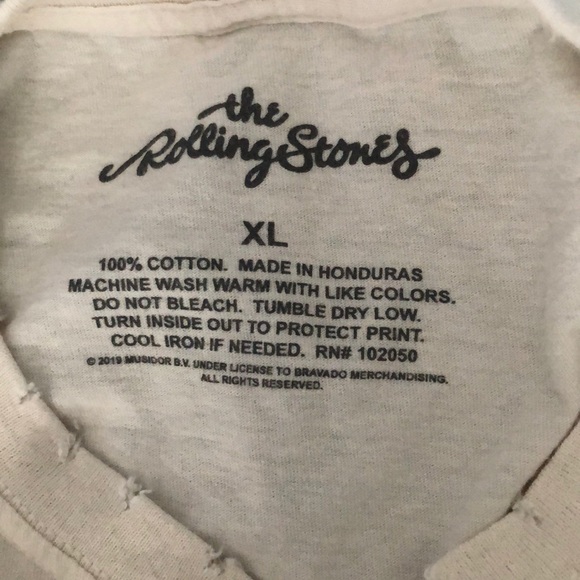 the
Rolling Stones
XL
100% COTTON. MADE IN HONDURAS
MACHINE WASH WARM WITH LIKE COLORS.
DO NOT BLEACH. TUMBLE DRY LOW.
TURN INSIDE OUT TO PROTECT PRINT.
COOL IRON IF NEEDED. RN# 102050
© 2019 MUSIDOR B.V. UNDER LICENSE TO BRAVADO MERCHANDISING.
ALL RIGHTS RESERVED.